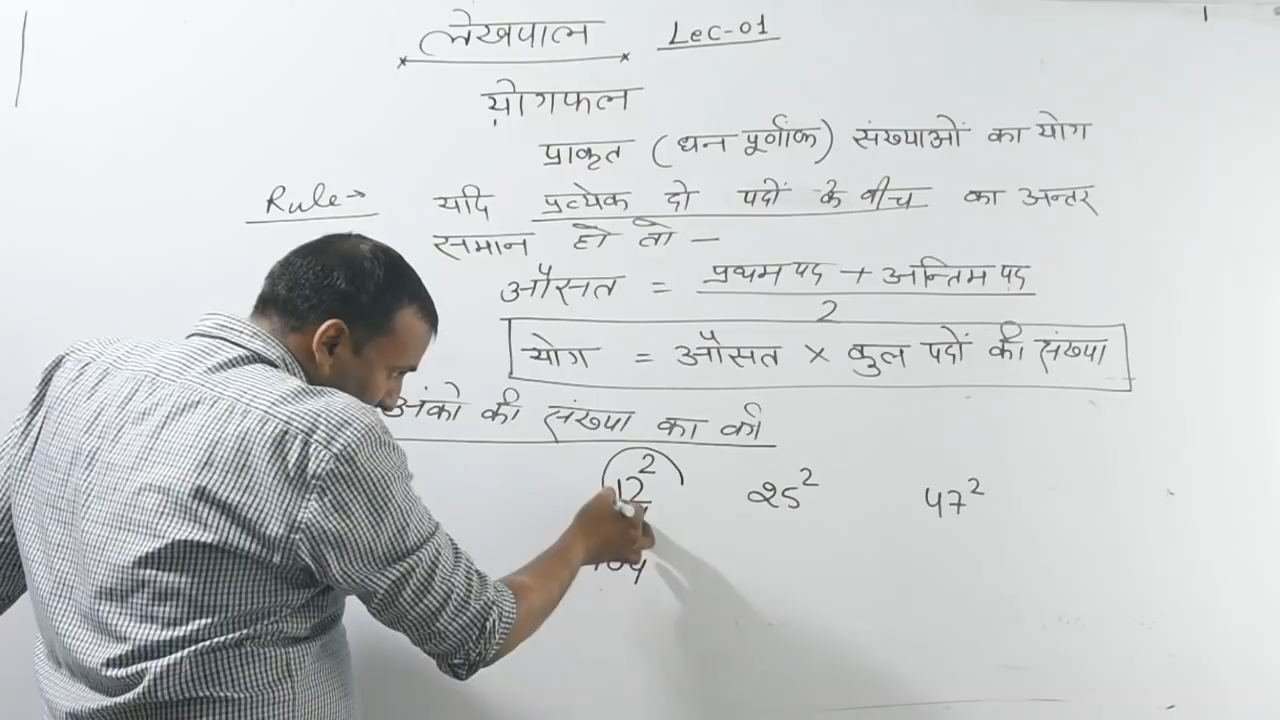 लेखपाल Lec-01
योगफल
प्राकृत (धन पूर्णांक) संख्याओं का योग
Rule→ यदि प्रत्येक दो पदों के बीच का अन्तर
समान हो तो –
औसत = प्रथम पद + अन्तिम पद
2
योग = औसत × कुल पदों की संख्या
अंको की संख्या का वर्ग
12² 25² 47²